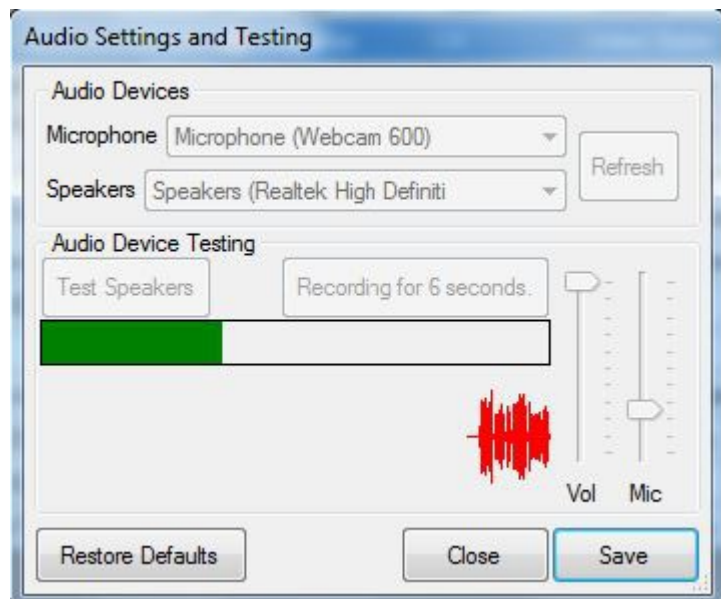 Audio Settings and Testing
Audio Devices
Microphone Microphone (Webcam 600)
Refresh
Speakers Speakers (Realtek High Definiti
Audio Device Testing
Test Speakers Recording for 6 seconds.
Vol Mic
Restore Defaults Close Save